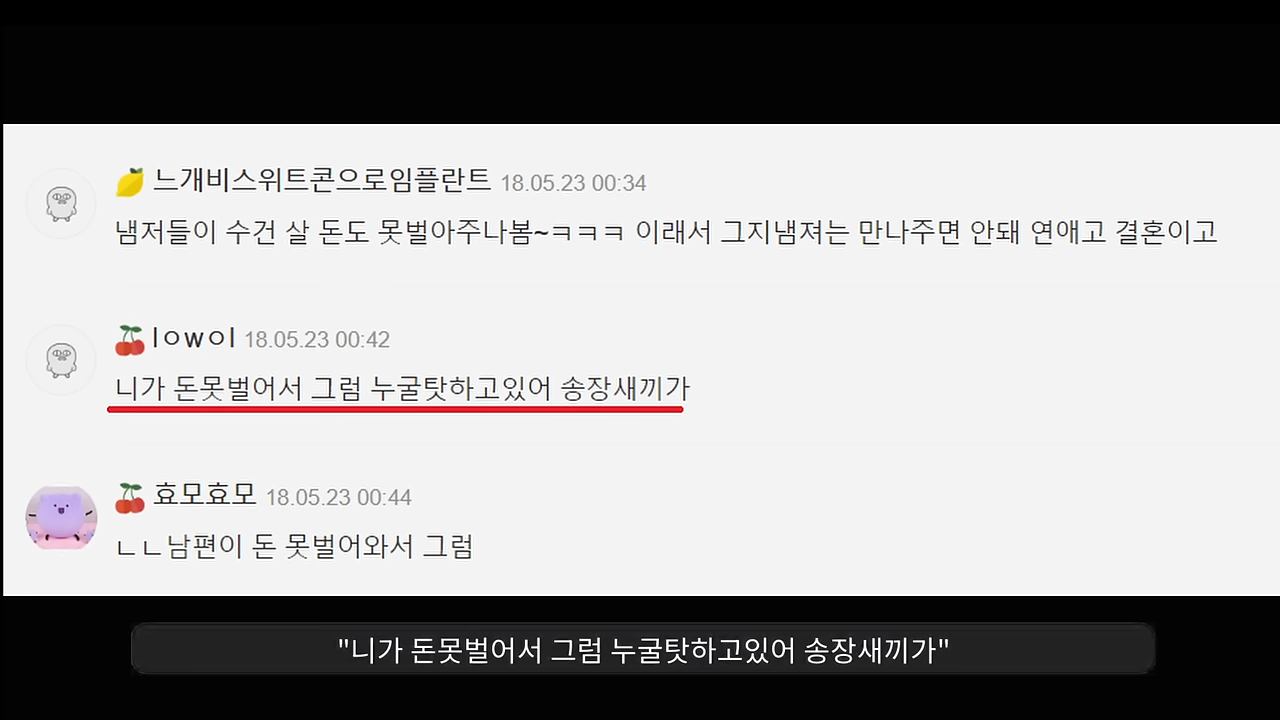 느개비스위트콘으로임플란트 18.05.23 00:34
냄저들이 수건 살 돈도 못벌아주나봄~ㅋㅋㅋ 이래서 그지냄져는 만나주면 안돼 연애고 결혼이고
lㅇwㅇl 18.05.23 00:42
니가 돈못벌어서 그럼 누굴탓하고있어 송장새끼가
효모효모 18.05.23 00:44
ㄴㄴ남편이 돈 못벌어와서 그럼
"니가 돈못벌어서 그럼 누굴탓하고있어 송장새끼가"